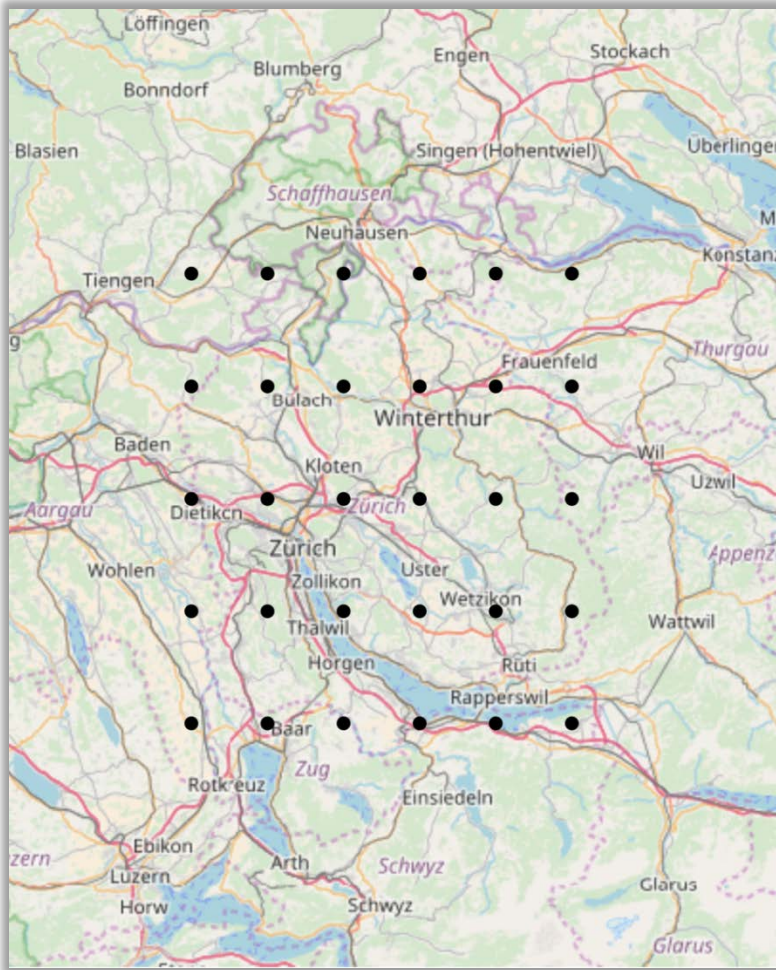 Löffingen
Engen
Stockach
Blumberg
Bonndorf
Blasien
Singen (Hohentwiel)
Überlinge
Schaffhausen
M
Neuhausen
Konstanz
Tiengen
g
Thurgau
Frauenfeld
Bülach
Winterthur
Baden
Wil
Kloten
Uzwil
Aargau
Zürich
Dietikon
Zürich
Appenz
Wohlen
Uster
Zollikon
Wetzikon
Wattwil
Thalwil
Horgen
Rüti
Rapperswil
Baar
Zug
Rotkreuz
Einsiedeln
Ebikon
zern
Arth
Schwyz
Luzern
Glarus
Horw
Schwyz
Glarus